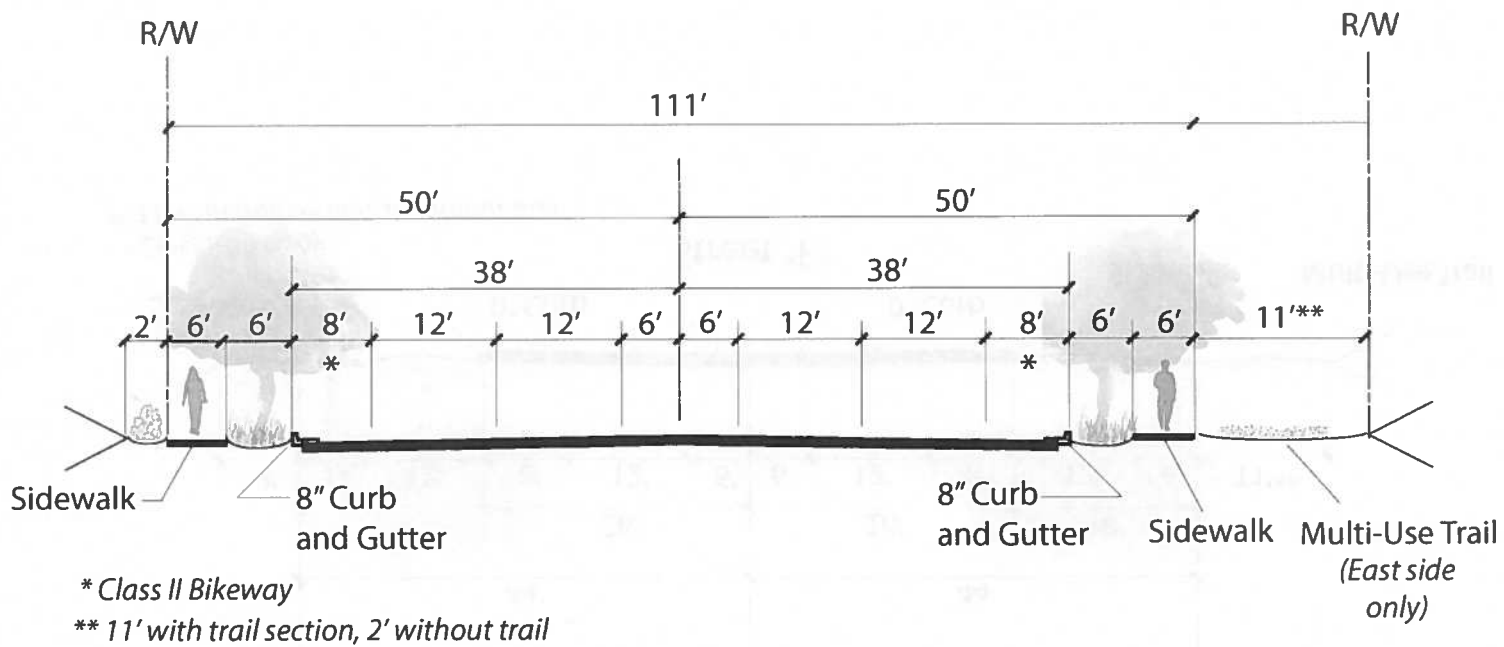 R/W R/W
111'
50' 50'
38' 38'
2' 6' 6' 8' 12' 12' 6' 6' 12' 12' 8' 6' 6' 11'**
* *
Sidewalk
8" Curb
and Gutter
8" Curb
and Gutter
Sidewalk
Multi-Use Trail
(East side
only)
* Class II Bikeway
** 11' with trail section, 2' without trail